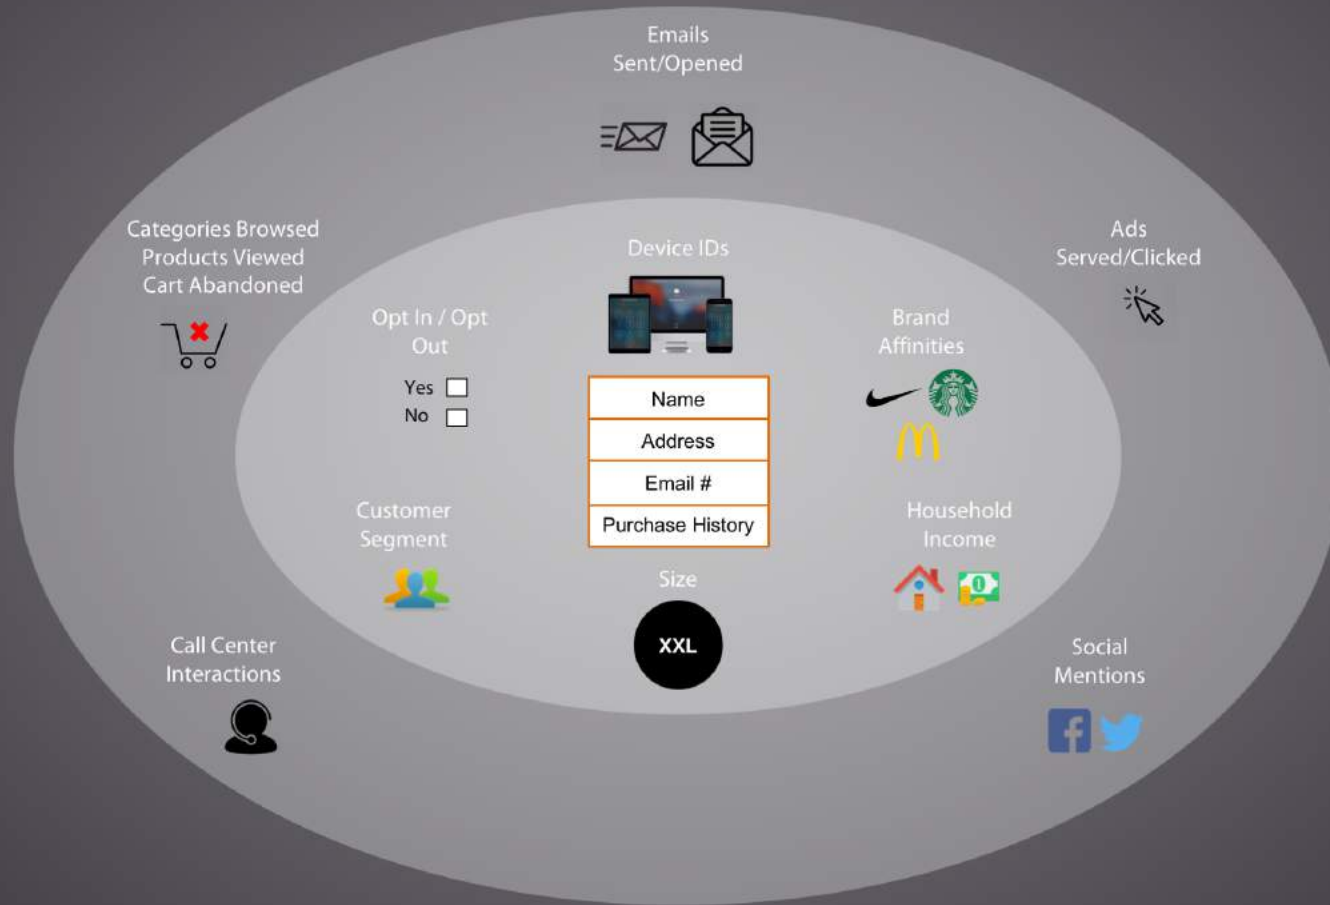 Emails
Sent/Opened
Categories Browsed
Products Viewed
Cart Abandoned
Ads
Served/Clicked
Device IDs
Opt In / Opt
Out
Yes
No
Brand
Affinities
Name
Address
Email #
Purchase History
Customer
Segment
Household
Income
Size
XXL
Call Center
Interactions
Social
Mentions